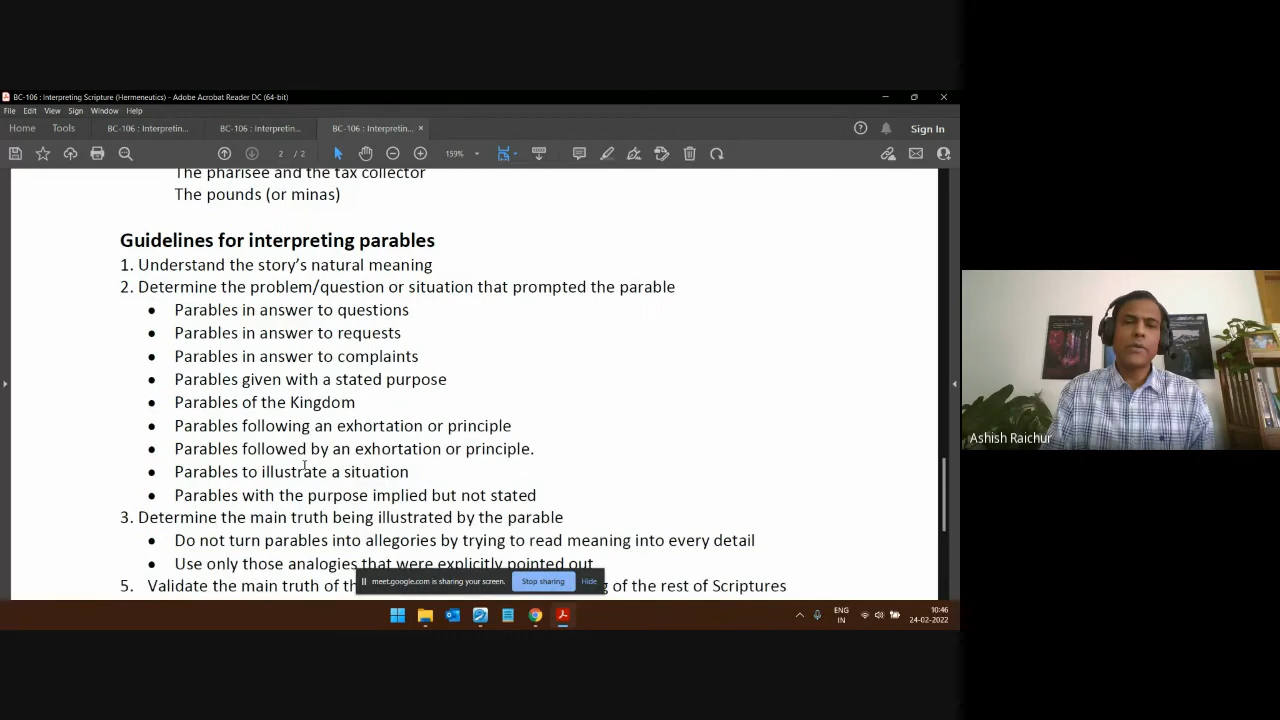 BC-106 : Interpreting Scripture (Hermeneutics) - Adobe Acrobat Reader DC (64-bit)
File Edit View Sign Window Help
Home Tools BC-106 : Interpretin... BC-106 : Interpretin... BC-106 : Interpretin... × Sign In
2 / 2 159%
The pharisee and the tax collector
The pounds (or minas)
Guidelines for interpreting parables
1. Understand the story's natural meaning
2. Determine the problem/question or situation that prompted the parable
• Parables in answer to questions
• Parables in answer to requests
• Parables in answer to complaints
• Parables given with a stated purpose
• Parables of the Kingdom
• Parables following an exhortation or principle
• Parables followed by an exhortation or principle.
• Parables to illustrate a situation
• Parables with the purpose implied but not stated
3. Determine the main truth being illustrated by the parable
• Do not turn parables into allegories by trying to read meaning into every detail
• Use only those analogies that were explicitly pointed out
5. Validate the main truth of th g of the rest of Scriptures
meet.google.com is sharing your screen. Stop sharing Hide
ENG
IN
10:46
24-02-2022
Ashish Raichur